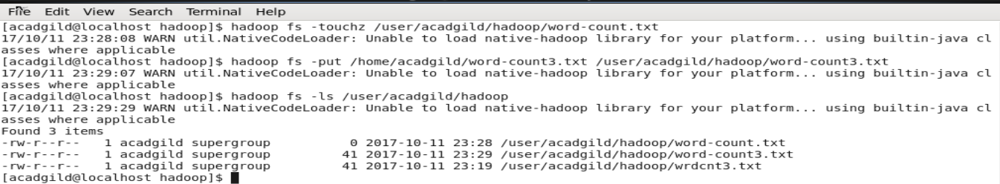 File Edit View Search Terminal Help
[acadgild@localhost hadoop]$ hadoop fs -touchz /user/acadgild/hadoop/word-count.txt
17/10/11 23:28:08 WARN util.NativeCodeLoader: Unable to load native-hadoop library for your platform... using builtin-java cl
asses where applicable
[acadgild@localhost hadoop]$ hadoop fs -put /home/acadgild/word-count3.txt /user/acadgild/hadoop/word-count3.txt
17/10/11 23:29:07 WARN util.NativeCodeLoader: Unable to load native-hadoop library for your platform... using builtin-java cl
asses where applicable
[acadgild@localhost hadoop]$ hadoop fs -ls /user/acadgild/hadoop
17/10/11 23:29:29 WARN util.NativeCodeLoader: Unable to load native-hadoop library for your platform... using builtin-java cl
asses where applicable
Found 3 items
-rw-r--r--   1 acadgild supergroup          0 2017-10-11 23:28 /user/acadgild/hadoop/word-count.txt
-rw-r--r--   1 acadgild supergroup         41 2017-10-11 23:29 /user/acadgild/hadoop/word-count3.txt
-rw-r--r--   1 acadgild supergroup         41 2017-10-11 23:19 /user/acadgild/hadoop/wrdcnt3.txt
[acadgild@localhost hadoop]$